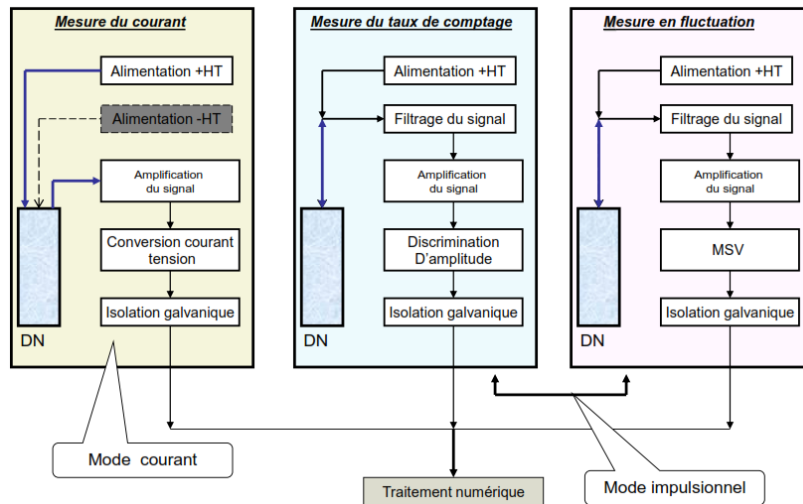 Mesure du courant
Alimentation +HT
Alimentation -HT
Amplification
du signal
Conversion courant
tension
Isolation galvanique
DN
Mode courant
Mesure du taux de comptage
Alimentation +HT
Filtrage du signal
Amplification
du signal
Discrimination
D'amplitude
Isolation galvanique
DN
Mesure en fluctuation
Alimentation +HT
Filtrage du signal
Amplification
du signal
MSV
Isolation galvanique
DN
Mode impulsionnel
Traitement numérique